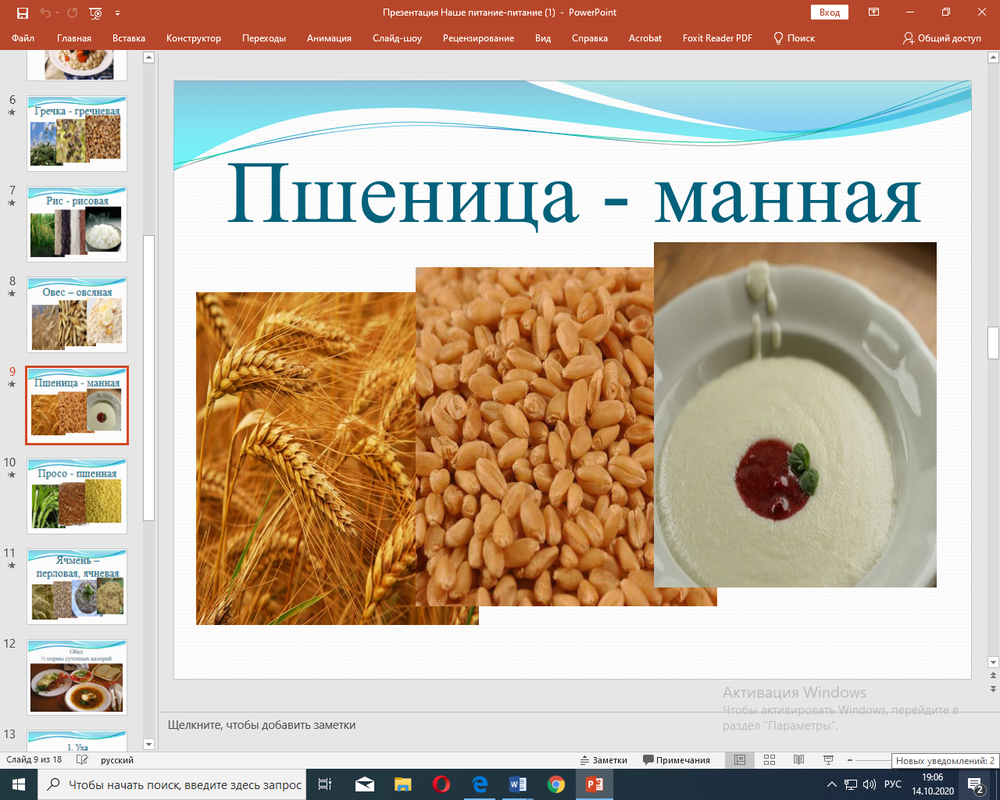 Презентация Наше питание-питание (1) - PowerPoint
Вход
Файл Главная Вставка Конструктор Переходы Анимация Слайд-шоу Рецензирование Вид Справка Acrobat Foxit Reader PDF Поиск Общий доступ
6
Гречка - гречневая
7
Рис - рисовая
8
Овес – овсяная
9
Пшеница - манная
10
Просо - пшенная
11
Ячмень –
перловая, ячневая
12
Обед
⅓ нормы суточных калорий
13
1. Уха
Пшеница - манная
Активация Windows
Чтобы активировать Windows, перейдите в
раздел "Параметры".
Щелкните, чтобы добавить заметки
Слайд 9 из 18 русский Заметки Примечания
Новых уведомлений: 2
Чтобы начать поиск, введите здесь запрос
РУС
19:06
14.10.2020
2